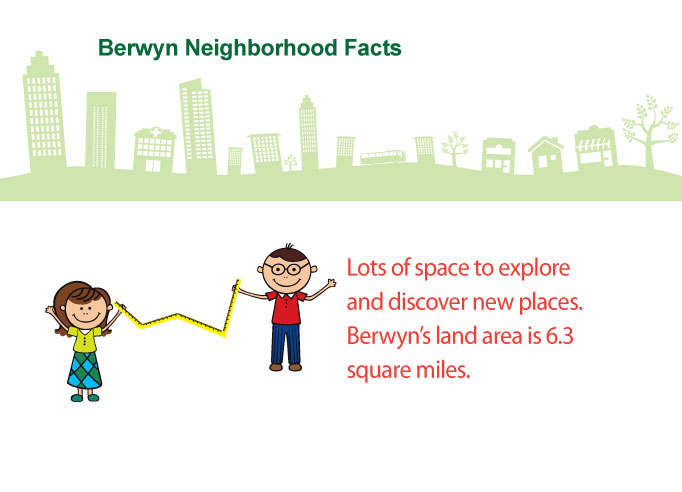 Berwyn Neighborhood Facts
Lots of space to explore
and discover new places.
Berwyn’s land area is 6.3
square miles.